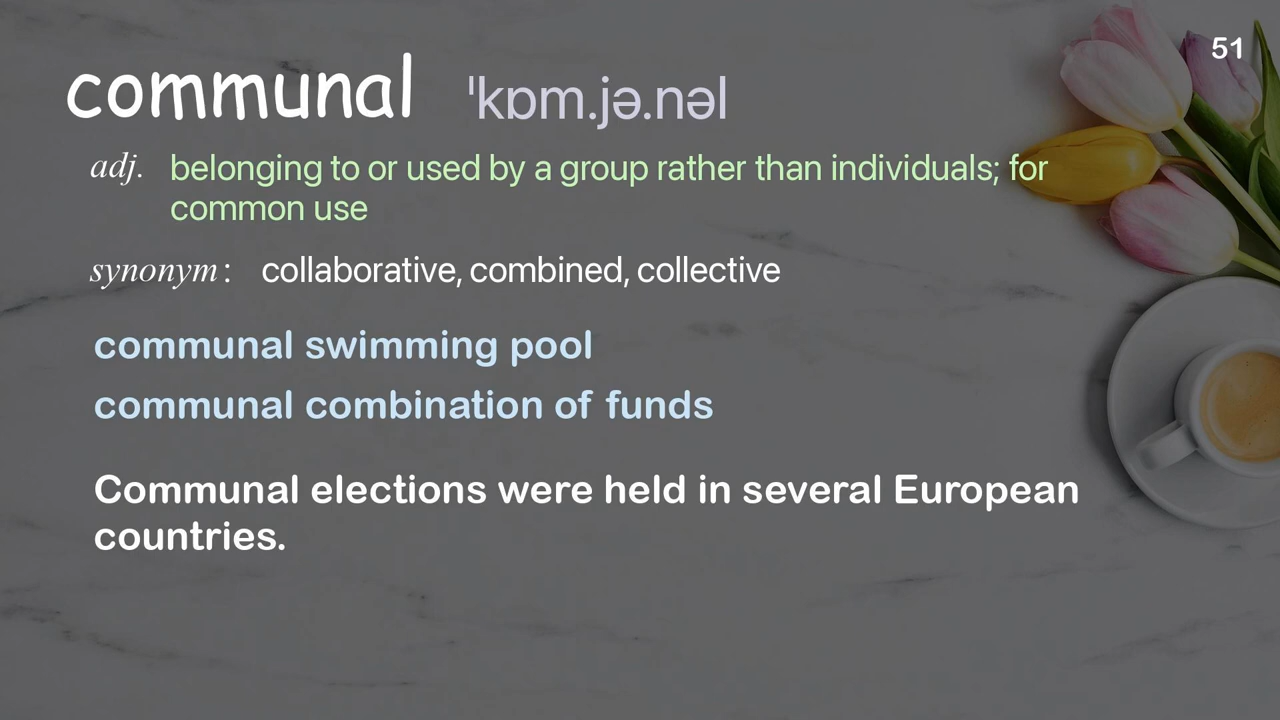 51
communal ˈkɒm.jə.nəl
adj. belonging to or used by a group rather than individuals; for
common use
synonym: collaborative, combined, collective
communal swimming pool
communal combination of funds
Communal elections were held in several European
countries.